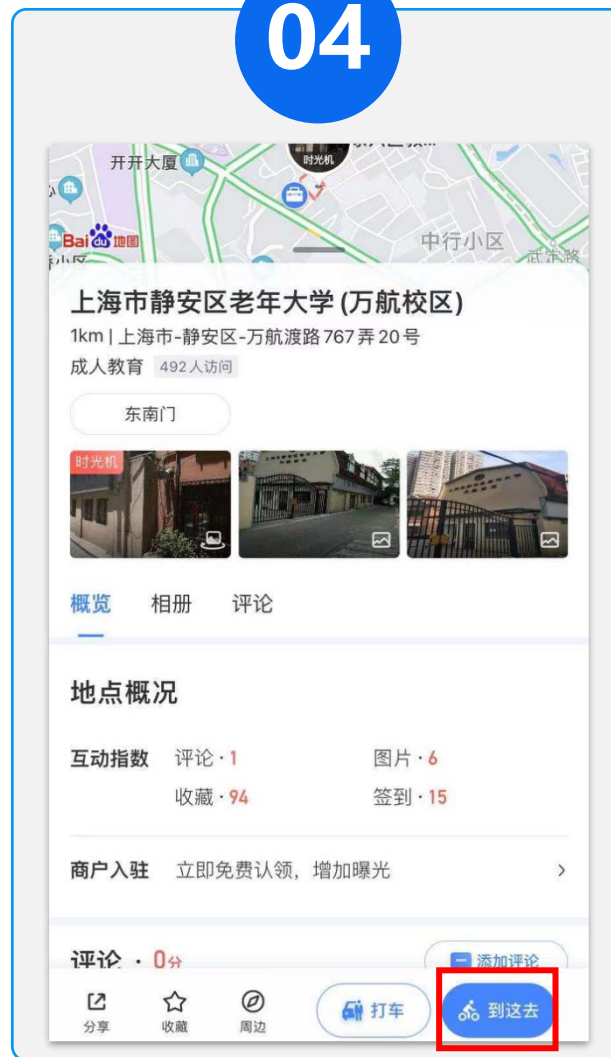 04
开开大厦
时光机
Bai du 地图
中行小区
武定路
上海市静安区老年大学 (万航校区)
1km | 上海市-静安区-万航渡路767弄20号
成人教育 492人访问
东南门
时光机
概览 相册 评论
地点概况
互动指数 评论·1 图片·6
收藏·94 签到·15
商户入驻 立即免费认领，增加曝光 >
评论 · 0分 添加评论
分享 收藏 周边 打车 到这去